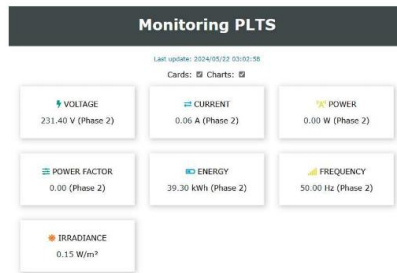 Monitoring PLTS
Last update: 2024/05/22 03:02:58
Cards: Charts:
VOLTAGE
231.40 V (Phase 2)
CURRENT
0.06 A (Phase 2)
POWER
0.00 W (Phase 2)
POWER FACTOR
0.00 (Phase 2)
ENERGY
39.30 kWh (Phase 2)
FREQUENCY
50.00 Hz (Phase 2)
IRRADIANCE
0.15 W/m²